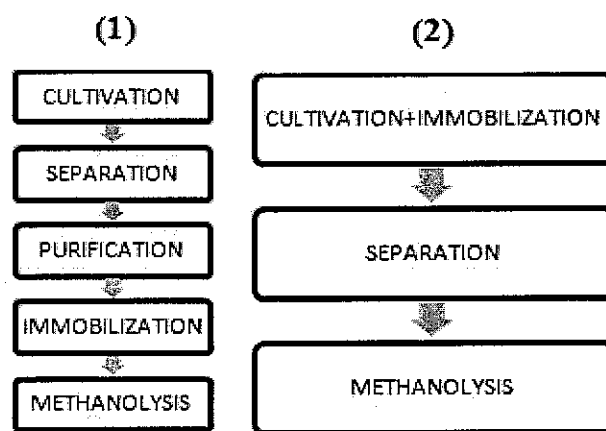 (1)
CULTIVATION
SEPARATION
PURIFICATION
IMMOBILIZATION
METHANOLYSIS
(2)
CULTIVATION+IMMOBILIZATION
SEPARATION
METHANOLYSIS